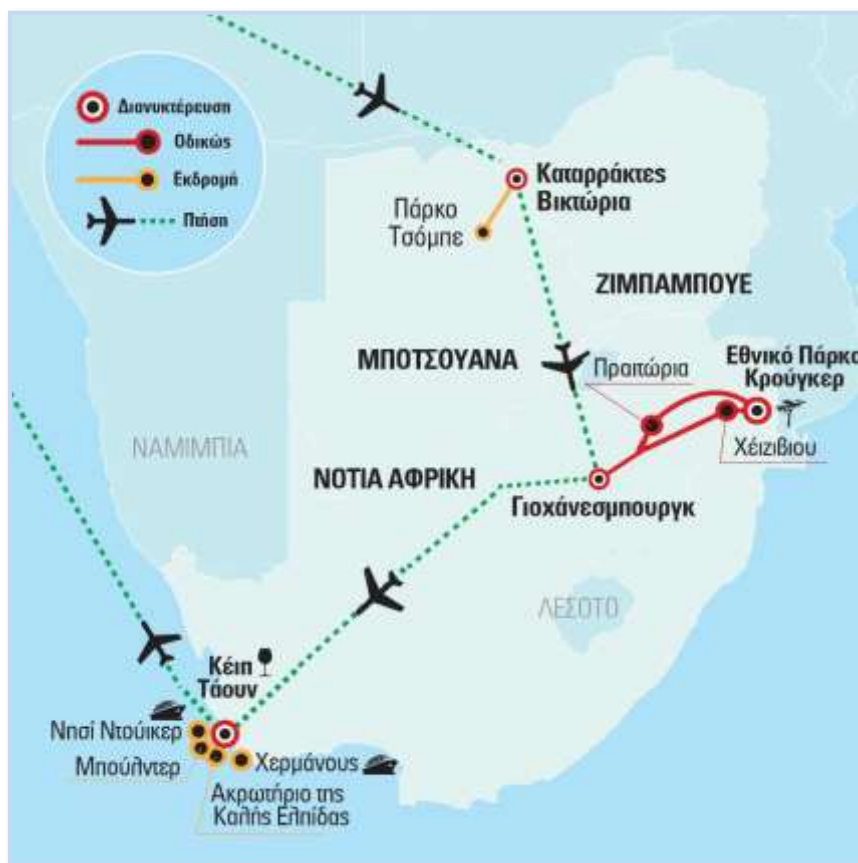 Διανυκτέρευση
Οδικώς
Εκδρομή
Πτήση
Καταρράκτες
Βικτώρια
Πάρκο
Τσόμπε
ΖΙΜΠΑΜΠΟΥΕ
ΜΠΟΤΣΟΥΑΝΑ
Πραιτώρια
Εθνικό Πάρκο
Κρούγκερ
Χέιζιβιου
ΝΑΜΙΜΠΙΑ
ΝΟΤΙΑ ΑΦΡΙΚΗ
Γιοχάνεσμπουργκ
ΛΕΣΟΤΟ
Κέιπ
Τάουν
Νησί Ντούικερ
Μπούλντερ
Χερμάνους
Ακρωτήριο της
Καλής Ελπίδας